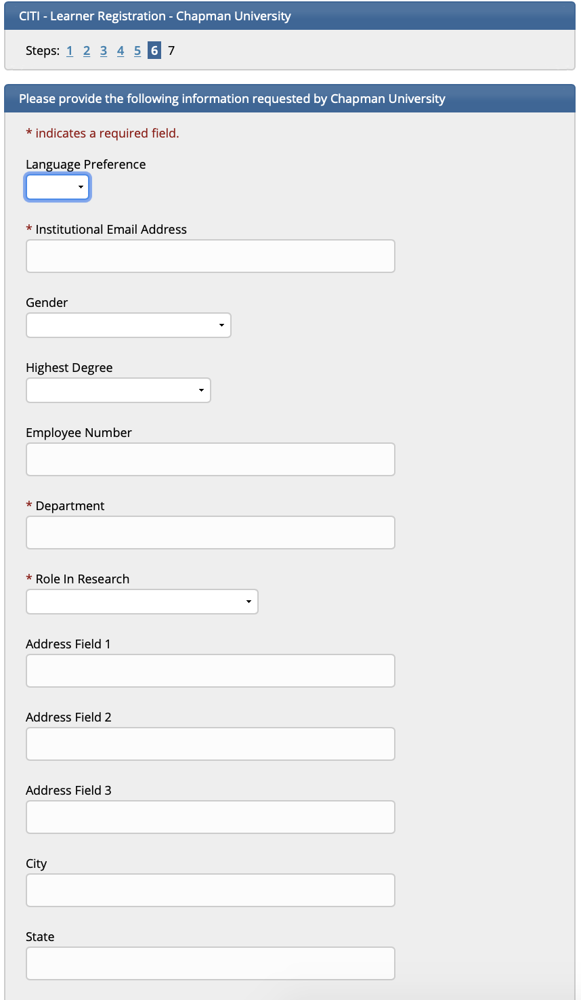 CITI - Learner Registration - Chapman University
Steps: 1 2 3 4 5 6 7
Please provide the following information requested by Chapman University
* indicates a required field.
Language Preference
* Institutional Email Address
Gender
Highest Degree
Employee Number
* Department
* Role In Research
Address Field 1
Address Field 2
Address Field 3
City
State